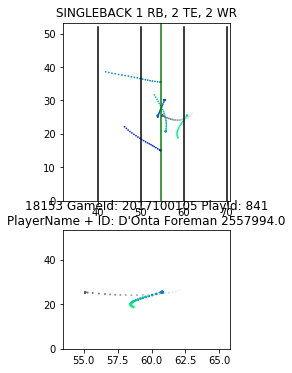 SINGLEBACK 1 RB, 2 TE, 2 WR
50
40
30
20
10
0
40 50 60 70
18193 GameId: 2017100105 PlayId: 841
PlayerName + ID: D'Onta Foreman 2557994.0
40
20
0
55.0 57.5 60.0 62.5 65.0